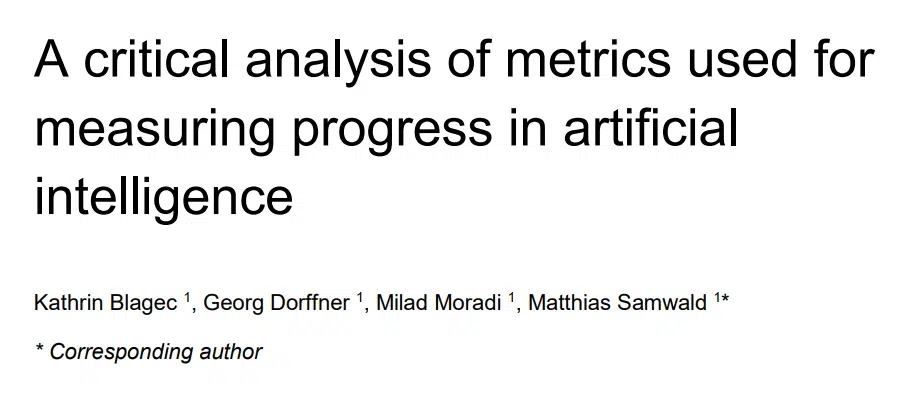 A critical analysis of metrics used for
measuring progress in artificial
intelligence
Kathrin Blagec ¹, Georg Dorffner ¹, Milad Moradi ¹, Matthias Samwald ¹*
* Corresponding author